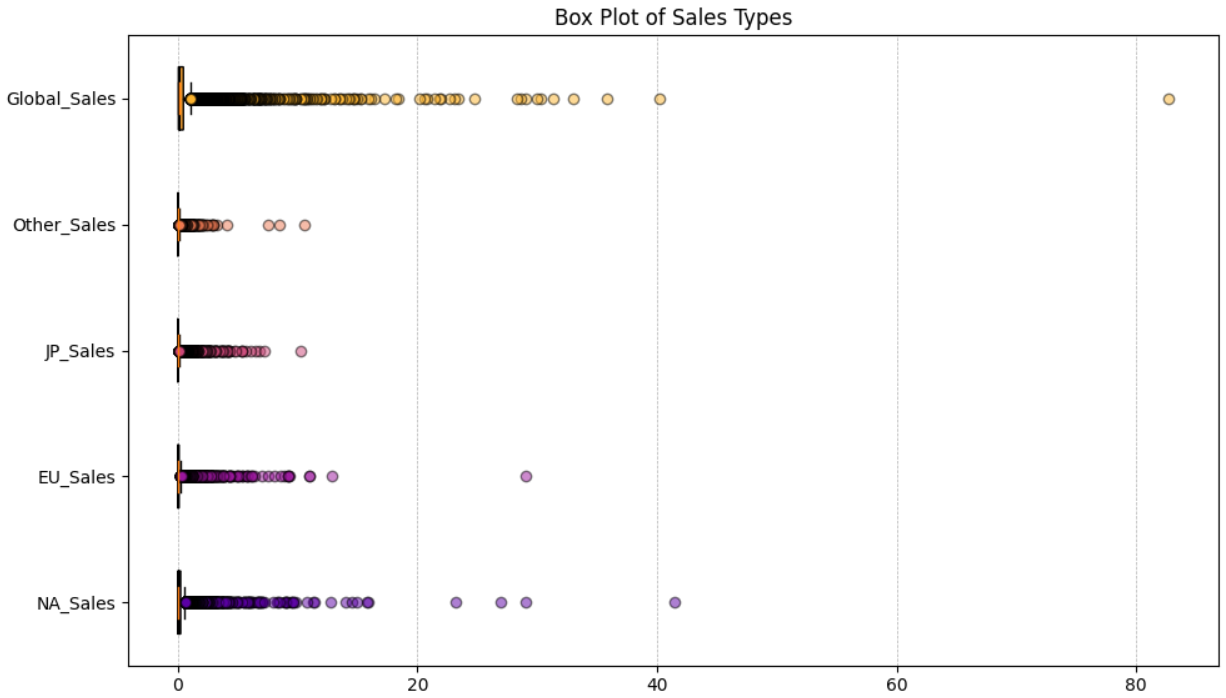 Box Plot of Sales Types
Global_Sales
Other_Sales
JP_Sales
EU_Sales
NA_Sales
0 20 40 60 80